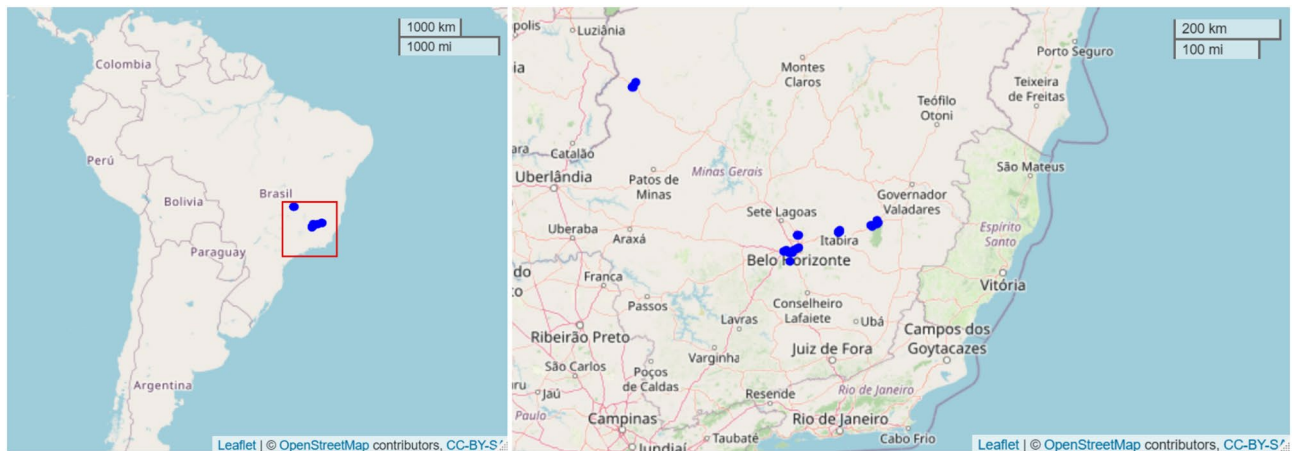 1000 km
1000 mi
Colombia
Perú
Brasil
Bolivia
Paraguay
Argentina
Leaflet | © OpenStreetMap contributors, CC-BY-SA
200 km
100 mi
Luziânia
Porto Seguro
Montes
Claros
Teixeira
de Freitas
Teófilo
Otoni
Catalão
São Mateus
Uberlândia
Minas Gerais
Patos de
Minas
Governador
Valadares
Sete Lagoas
Espírito
Santo
Uberaba
Araxá
Itabira
Belo Horizonte
Vitória
Franca
Passos
Conselheiro
Lafaiete
Ubá
Lavras
Campos dos
Goytacazes
Ribeirão Preto
Juiz de Fora
Varginha
São Carlos
Poços
de Caldas
Jaú
Resende
Rio de Janeiro
Paulo
Campinas
Rio de Janeiro
Cabo Frio
Taubaté
Jundiaí
Leaflet | © OpenStreetMap contributors, CC-BY-SA